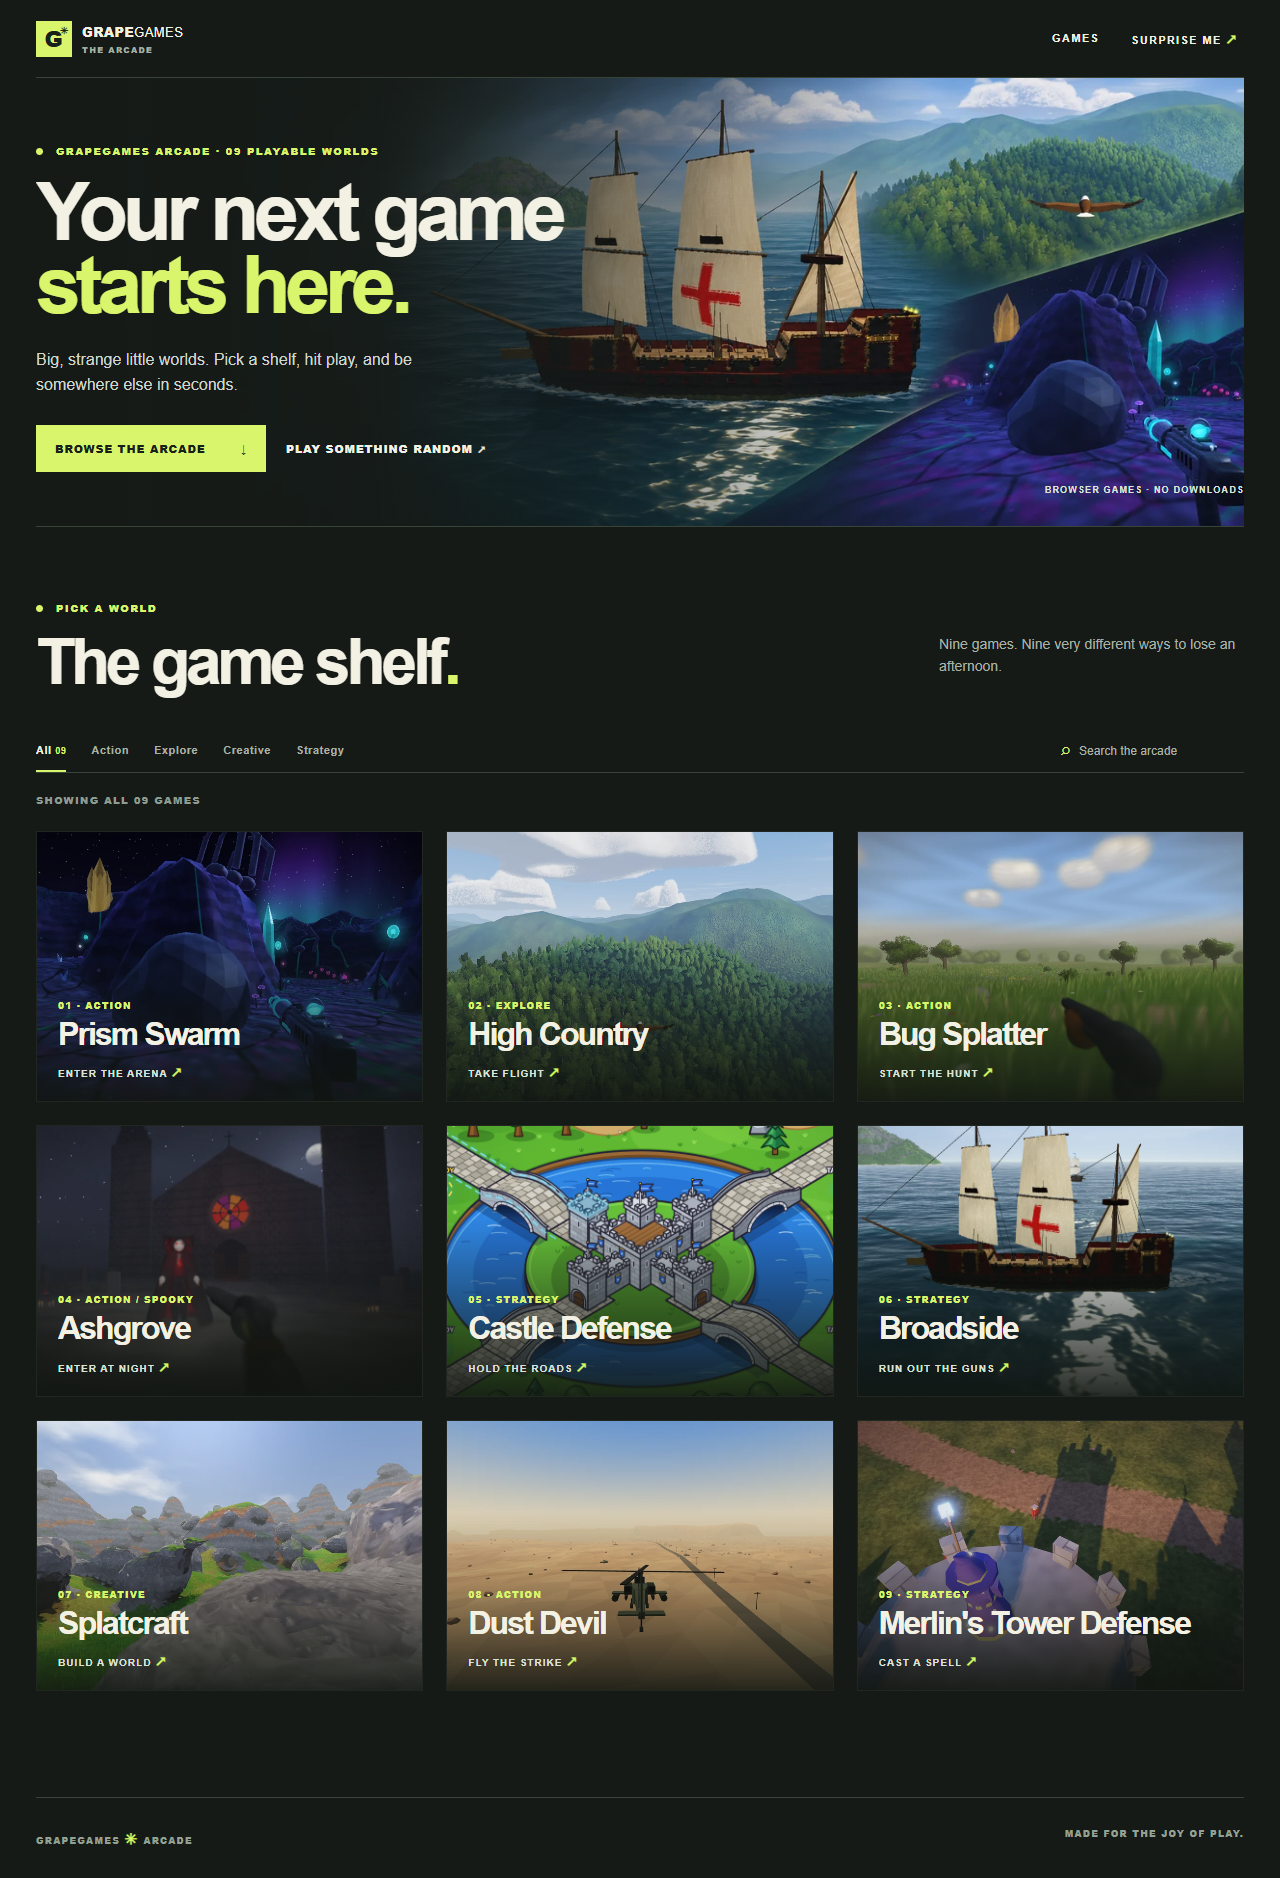 G*
GRAPEGAMES
THE ARCADE
GAMES
SURPRISE ME ↗
GRAPEGAMES ARCADE · 09 PLAYABLE WORLDS
Your next game
starts here.
Big, strange little worlds. Pick a shelf, hit play, and be
somewhere else in seconds.
BROWSE THE ARCADE ↓
PLAY SOMETHING RANDOM ↗
BROWSER GAMES · NO DOWNLOADS
PICK A WORLD
The game shelf.
Nine games. Nine very different ways to lose an
afternoon.
All 09
Action
Explore
Creative
Strategy
Search the arcade
SHOWING ALL 09 GAMES
01 · ACTION
Prism Swarm
ENTER THE ARENA ↗
02 · EXPLORE
High Country
TAKE FLIGHT ↗
03 · ACTION
Bug Splatter
START THE HUNT ↗
04 · ACTION / SPOOKY
Ashgrove
ENTER AT NIGHT ↗
05 · STRATEGY
Castle Defense
HOLD THE ROADS ↗
06 · STRATEGY
Broadside
RUN OUT THE GUNS ↗
07 · CREATIVE
Splatcraft
BUILD A WORLD ↗
08 · ACTION
Dust Devil
FLY THE STRIKE ↗
09 · STRATEGY
Merlin's Tower Defense
CAST A SPELL ↗
GRAPEGAMES ✳ ARCADE
MADE FOR THE JOY OF PLAY.